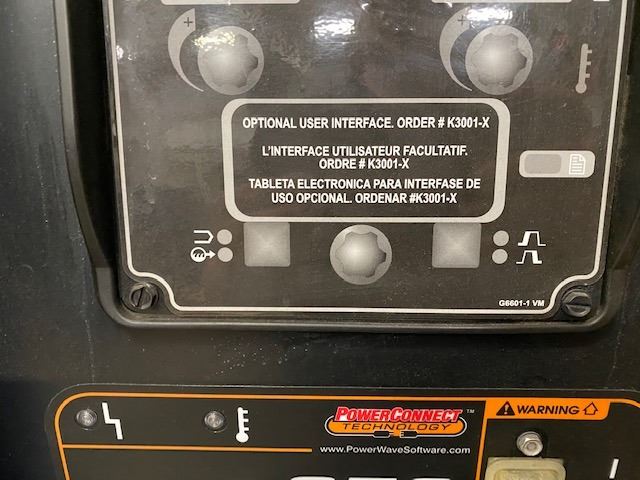 OPTIONAL USER INTERFACE. ORDER # K3001-X
L'INTERFACE UTILISATEUR FACULTATIF.
ORDRE # K3001-X
TABLETA ELECTRONICA PARA INTERFASE DE
USO OPCIONAL. ORDENAR #K3001-X
G6601-1 VM
POWERCONNECT™
TECHNOLOGY
WARNING
www.PowerWaveSoftware.com